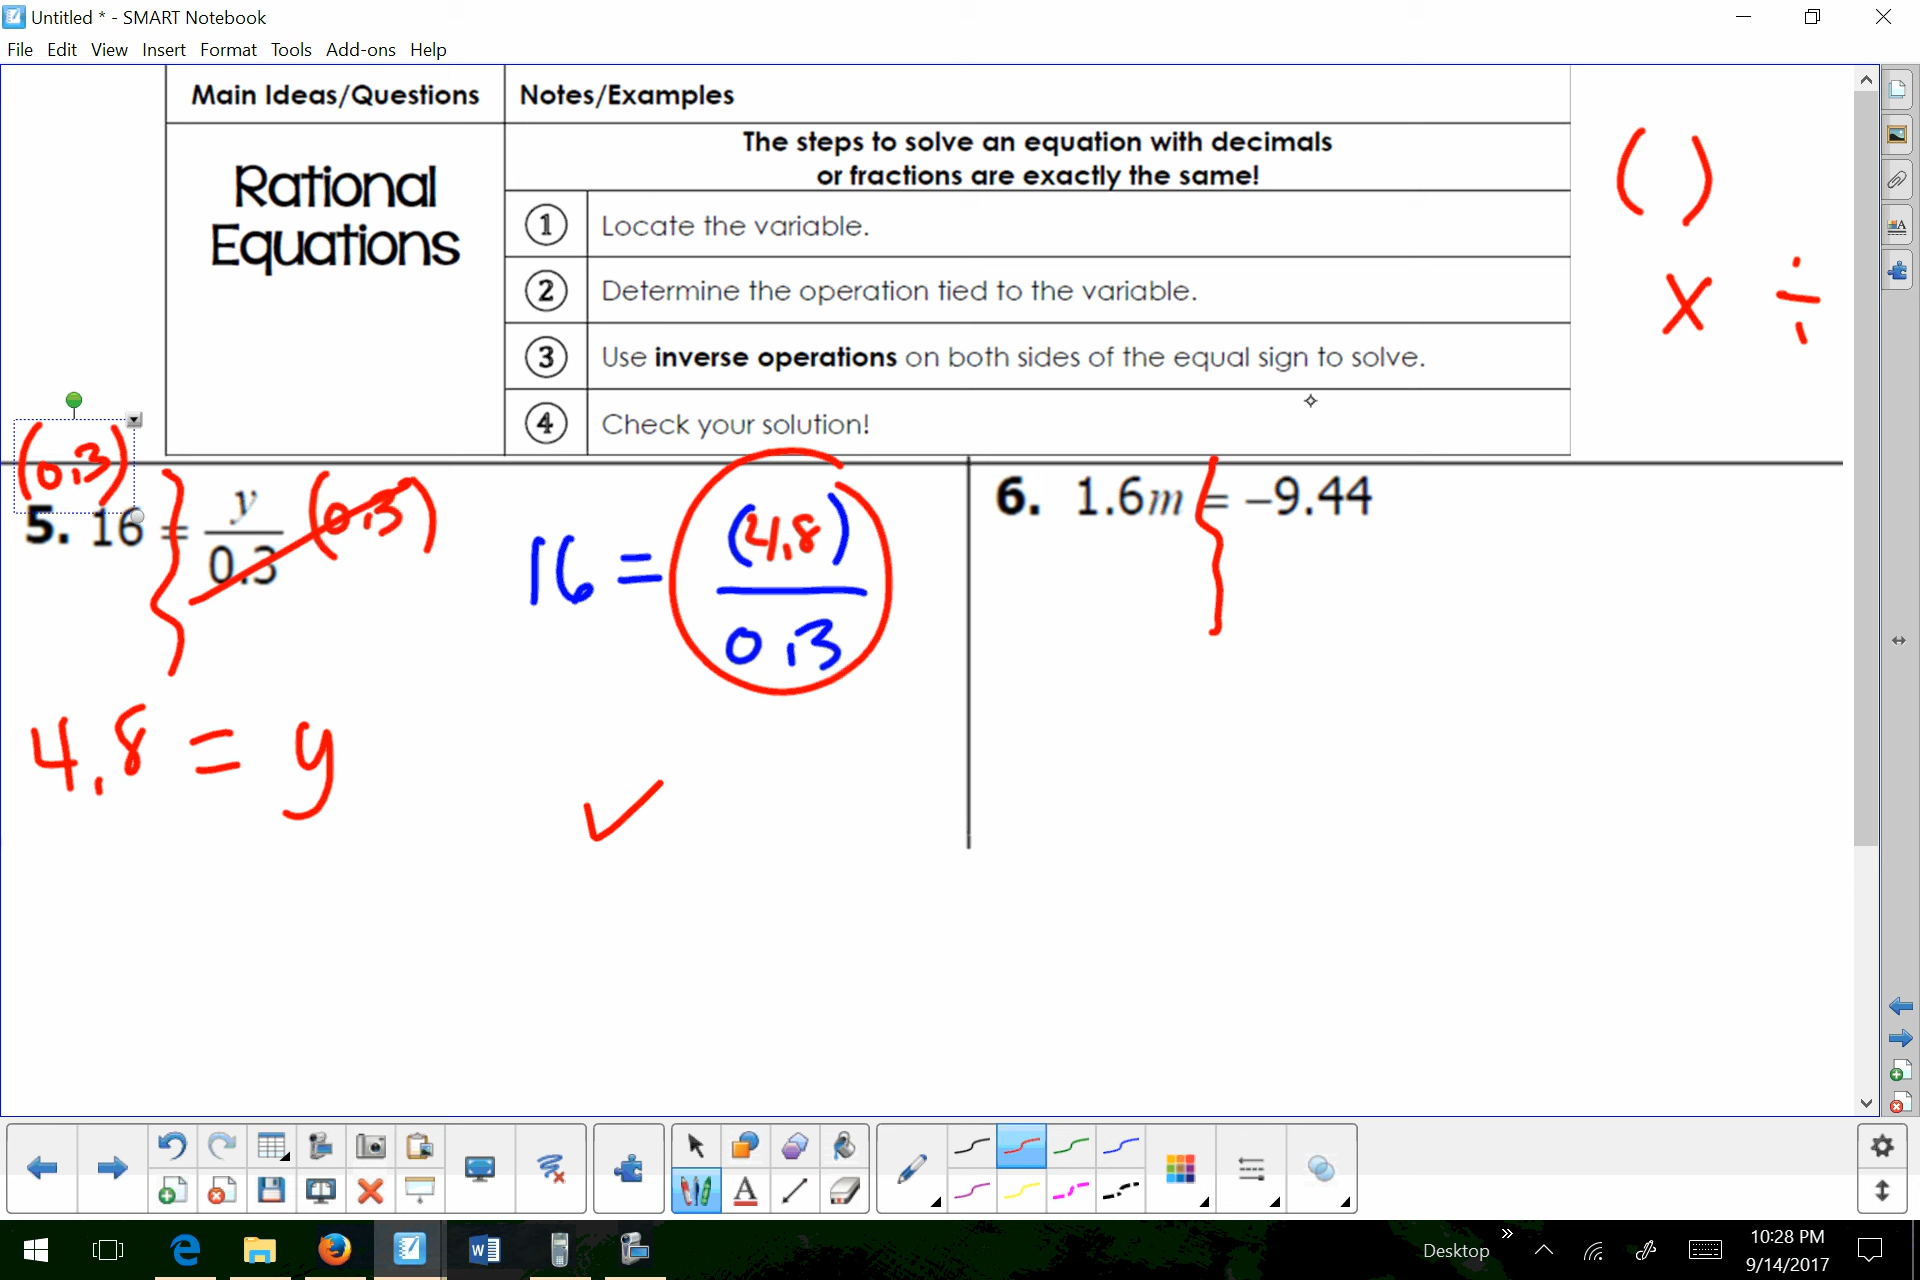 Untitled * - SMART Notebook
File Edit View Insert Format Tools Add-ons Help
Main Ideas/Questions Notes/Examples
Rational
Equations
The steps to solve an equation with decimals
or fractions are exactly the same!
1 Locate the variable.
2 Determine the operation tied to the variable.
3 Use inverse operations on both sides of the equal sign to solve.
4 Check your solution!
( )
x ÷
(0.3)
5. 16 = y/0.3 (0.3)
4.8 = y
16 = (4.8)/0.3
✓
6. 1.6m = −9.44
Desktop
10:28 PM
9/14/2017